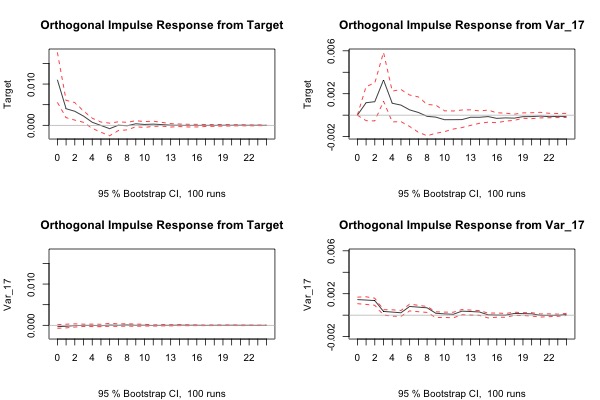 Orthogonal Impulse Response from Target
Target
0.000 0.010
0 2 4 6 8 10 13 16 19 22
95 % Bootstrap CI, 100 runs
Orthogonal Impulse Response from Var_17
Target
-0.002 0.002 0.006
0 2 4 6 8 10 13 16 19 22
95 % Bootstrap CI, 100 runs
Orthogonal Impulse Response from Target
Var_17
0.000 0.010
0 2 4 6 8 10 13 16 19 22
95 % Bootstrap CI, 100 runs
Orthogonal Impulse Response from Var_17
Var_17
-0.002 0.002 0.006
0 2 4 6 8 10 13 16 19 22
95 % Bootstrap CI, 100 runs